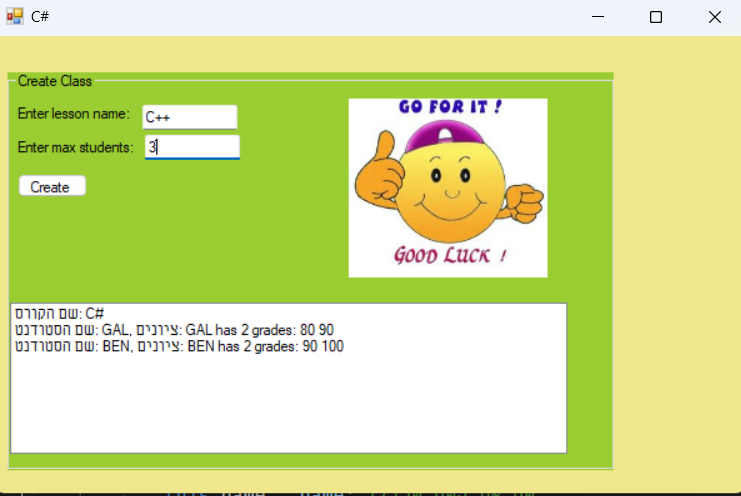 C#
Create Class
Enter lesson name: C++
Enter max students: 3
Create
GO FOR IT !
GOOD LUCK !
שם הקורס: C#
שם הסטודנט: GAL, ציונים: GAL has 2 grades: 80 90
שם הסטודנט: BEN, ציונים: BEN has 2 grades: 90 100